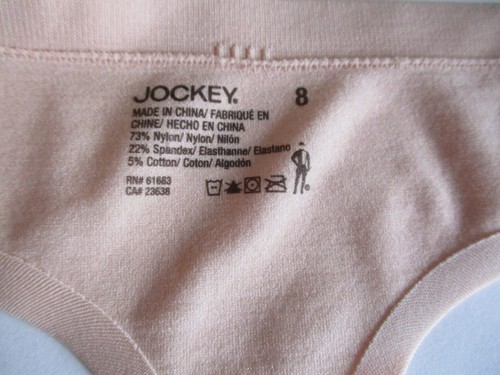 JOCKEY. 8
MADE IN CHINA/ FABRIQUÉ EN
CHINE/ HECHO EN CHINA
73% Nylon/ Nylon/ Nilón
22% Spandex/ Elasthanne/ Elastano
5% Cotton/ Coton/ Algodón
RN# 61683
CA# 23638